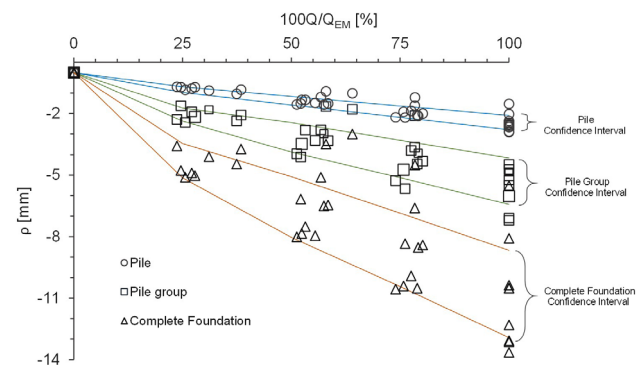 100Q/Q_EM [%]
0 25 50 75 100
-2
-5
-8
-11
-14
ρ [mm]
Pile
Confidence Interval
Pile Group
Confidence Interval
Complete Foundation
Confidence Interval
Pile
Pile group
Complete Foundation